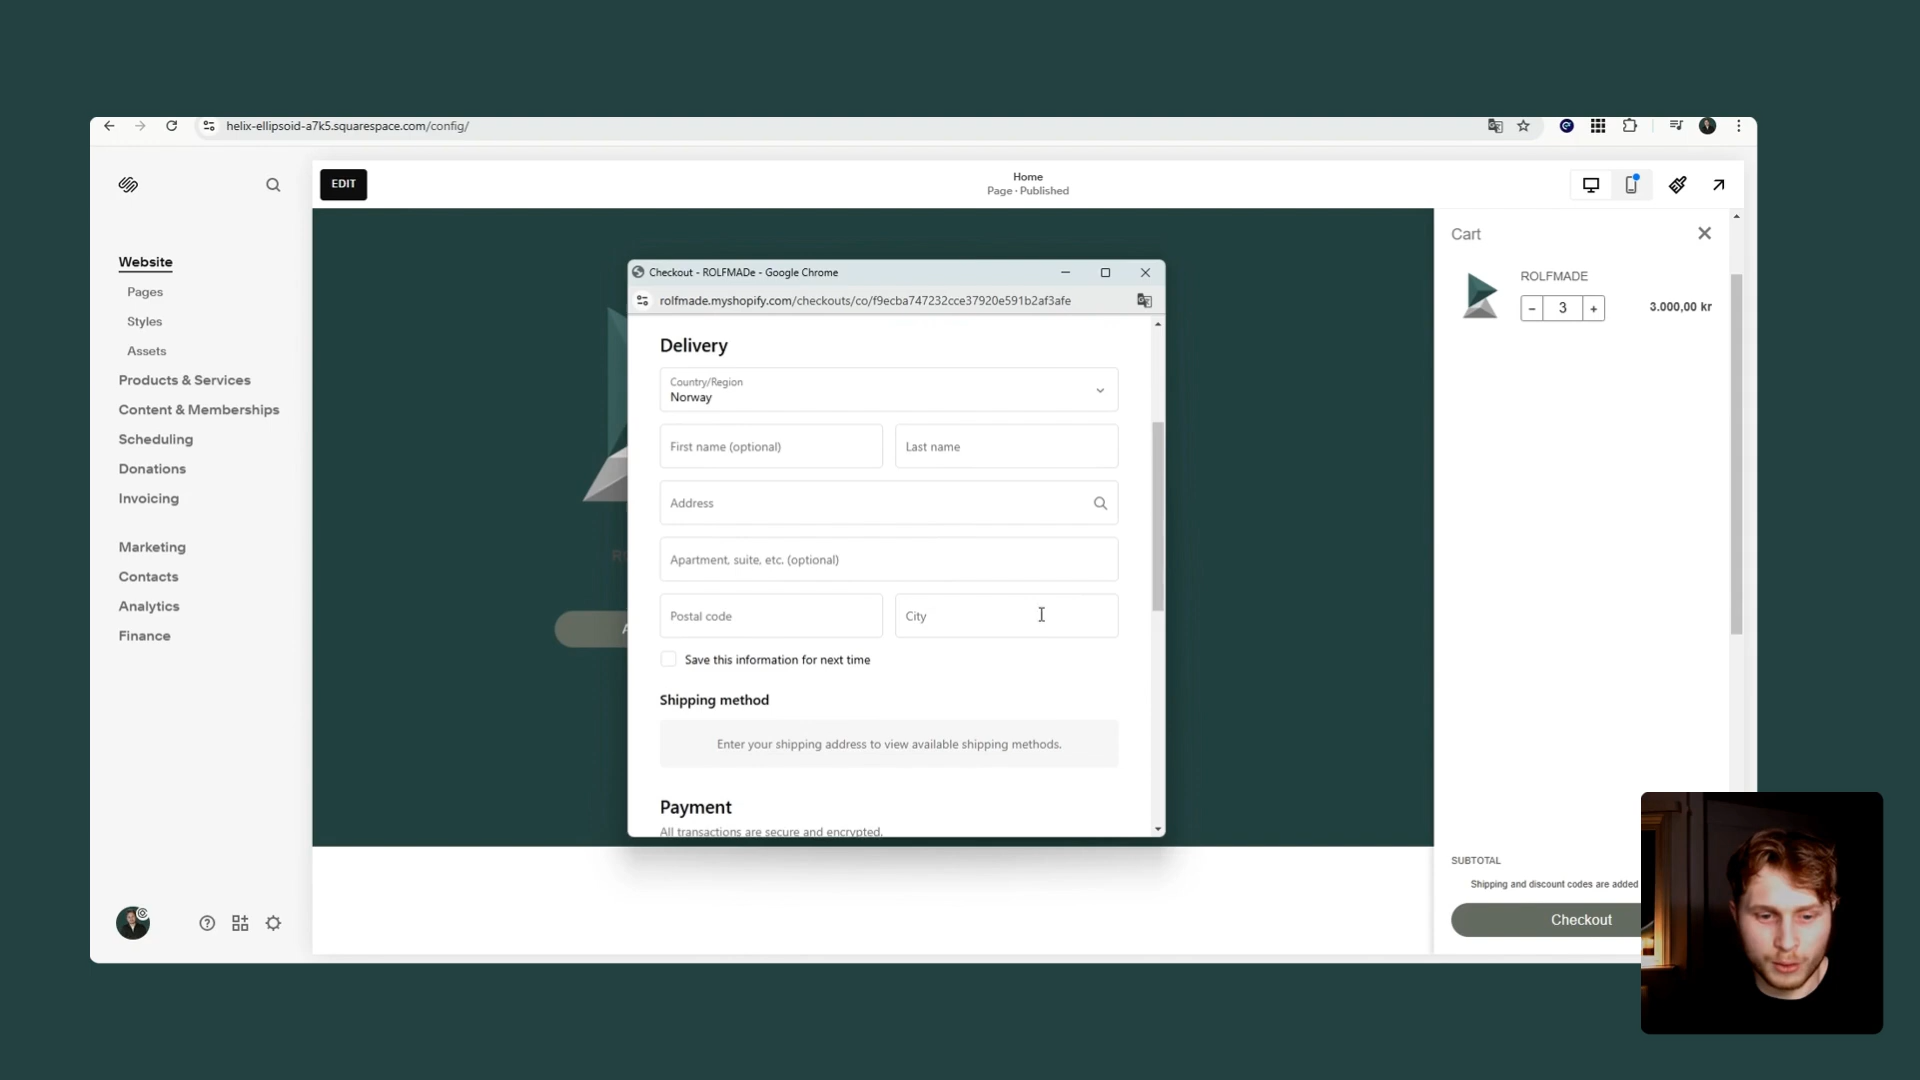 helix-ellipsoid-a7k5.squarespace.com/config/
EDIT
Home
Page · Published
Website
Pages
Styles
Assets
Products & Services
Content & Memberships
Scheduling
Donations
Invoicing
Marketing
Contacts
Analytics
Finance
Checkout - ROLFMADe - Google Chrome
rolfmade.myshopify.com/checkouts/co/f9ecba747232cce37920e591b2af3afe
Delivery
Country/Region
Norway
First name (optional)
Last name
Address
Apartment, suite, etc. (optional)
Postal code
City
Save this information for next time
Shipping method
Enter your shipping address to view available shipping methods.
Payment
All transactions are secure and encrypted.
Cart
ROLFMADE
- 3 +
3.000,00 kr
SUBTOTAL
Shipping and discount codes are added
Checkout